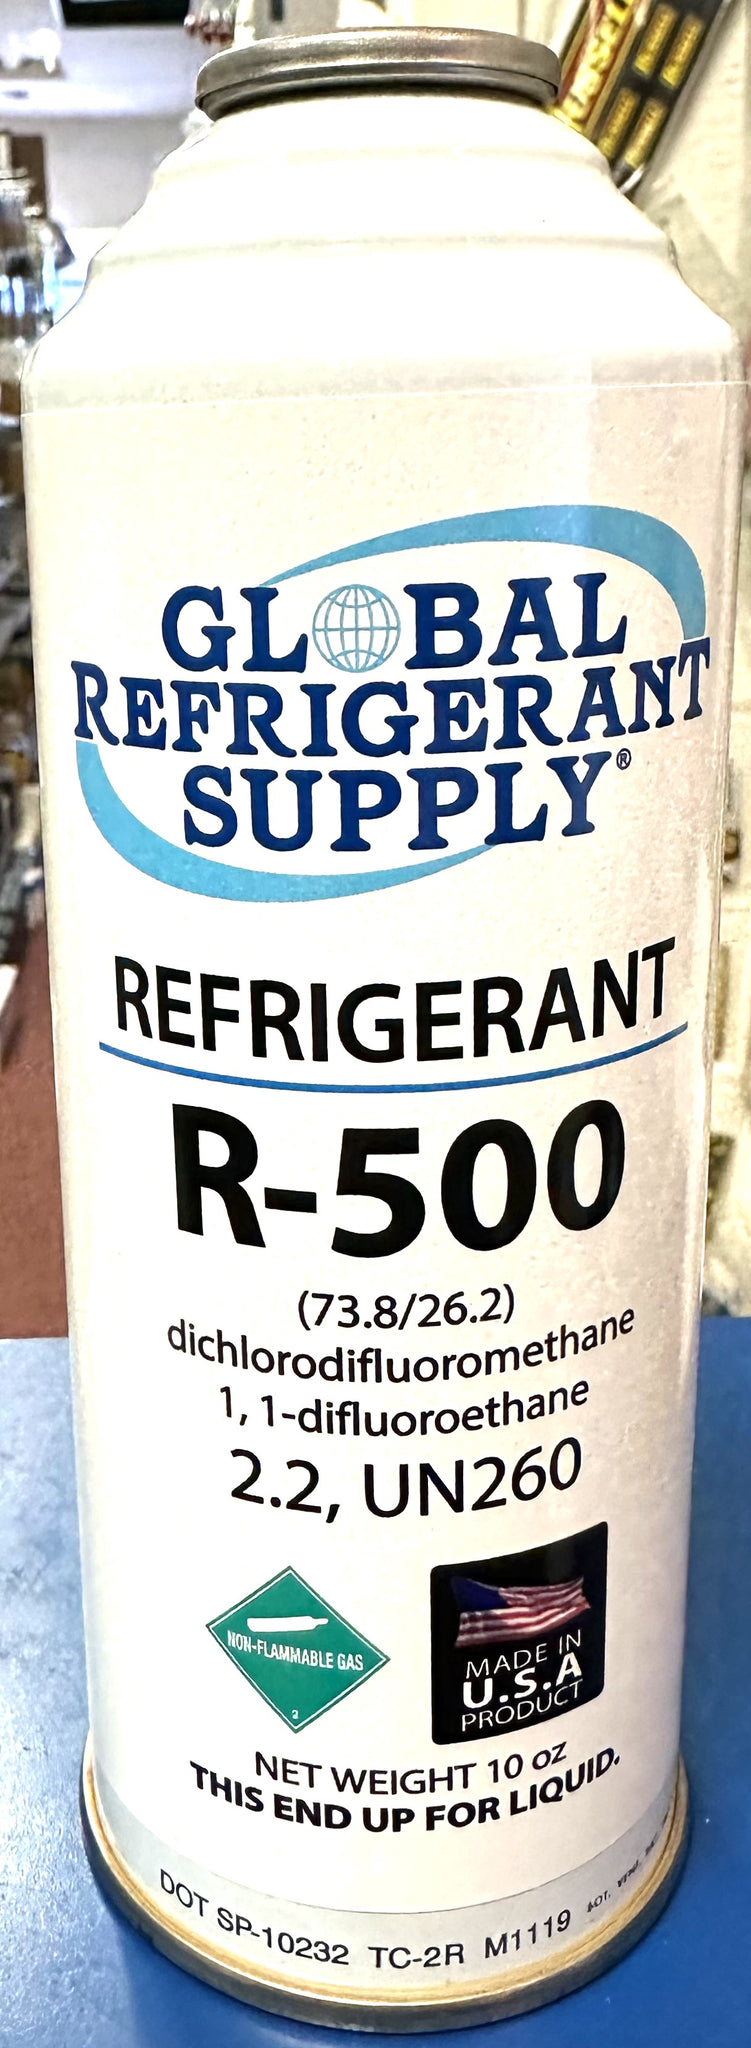 GLOBAL
REFRIGERANT
SUPPLY®
REFRIGERANT
R-500
(73.8/26.2)
dichlorodifluoromethane
1, 1-difluoroethane
2.2, UN260
NON-FLAMMABLE GAS
2
MADE IN
U.S.A
PRODUCT
NET WEIGHT 10 oz
THIS END UP FOR LIQUID.
DOT SP-10232 TC-2R M1119